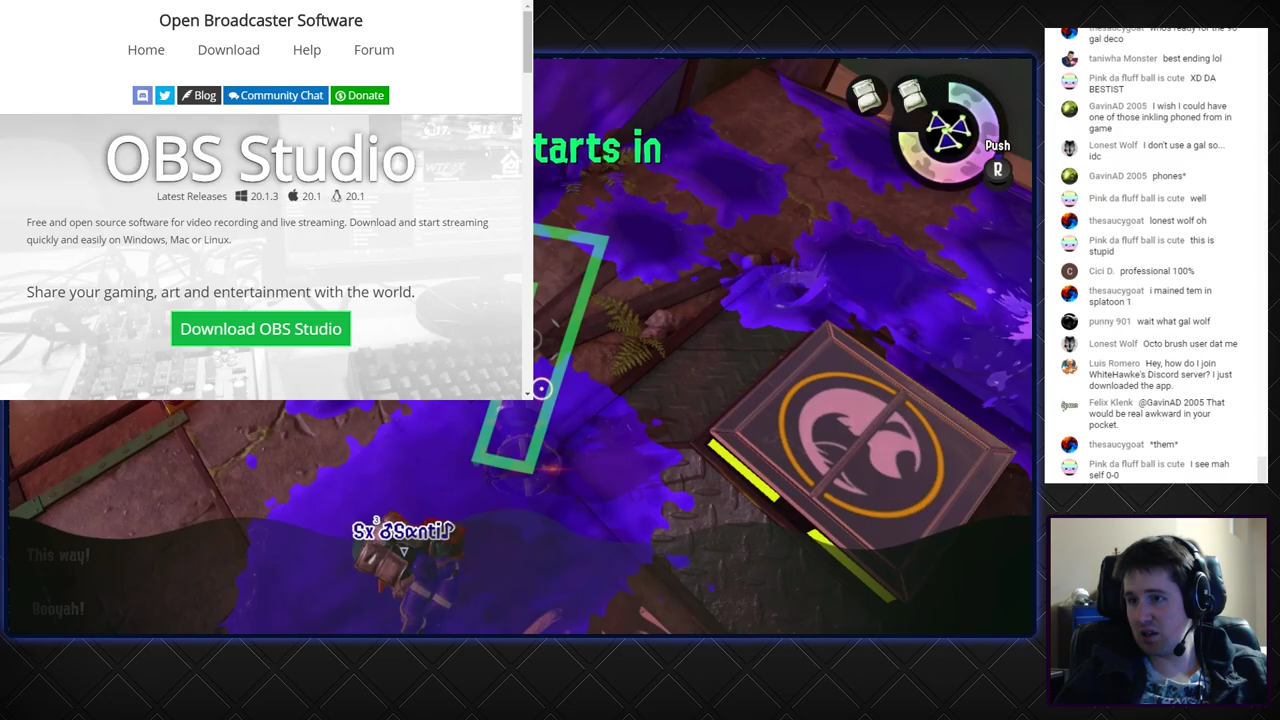 Open Broadcaster Software
Home Download Help Forum
Blog Community Chat Donate
OBS Studio
Latest Releases 20.1.3 20.1 20.1
Free and open source software for video recording and live streaming. Download and start streaming
quickly and easily on Windows, Mac or Linux.
Share your gaming, art and entertainment with the world.
Download OBS Studio
tarts in
Push
R
This way!
Booyah!
gal deco
taniwha Monster best ending lol
Pink da fluff ball is cute XD DA
BESTIST
GavinAD 2005 I wish I could have
one of those inkling phoned from in
game
Lonest Wolf I don't use a gal so...
idc
GavinAD 2005 phones*
Pink da fluff ball is cute well
thesaucygoat lonest wolf oh
Pink da fluff ball is cute this is
stupid
C Cici D. professional 100%
thesaucygoat i mained tem in
splatoon 1
punny 901 wait what gal wolf
Lonest Wolf Octo brush user dat me
Luis Romero Hey, how do I join
WhiteHawke's Discord server? I just
downloaded the app.
Felix Klenk @GavinAD 2005 That
would be real awkward in your
pocket.
thesaucygoat *them*
Pink da fluff ball is cute I see mah
self 0-0